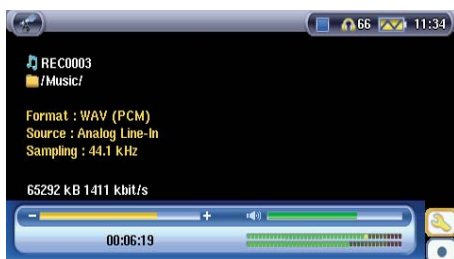 66 11:34
REC0003
/Music/
Format : WAV (PCM)
Source : Analog Line-In
Sampling : 44.1 kHz
65292 kB 1411 kbit/s
- +
00:06:19